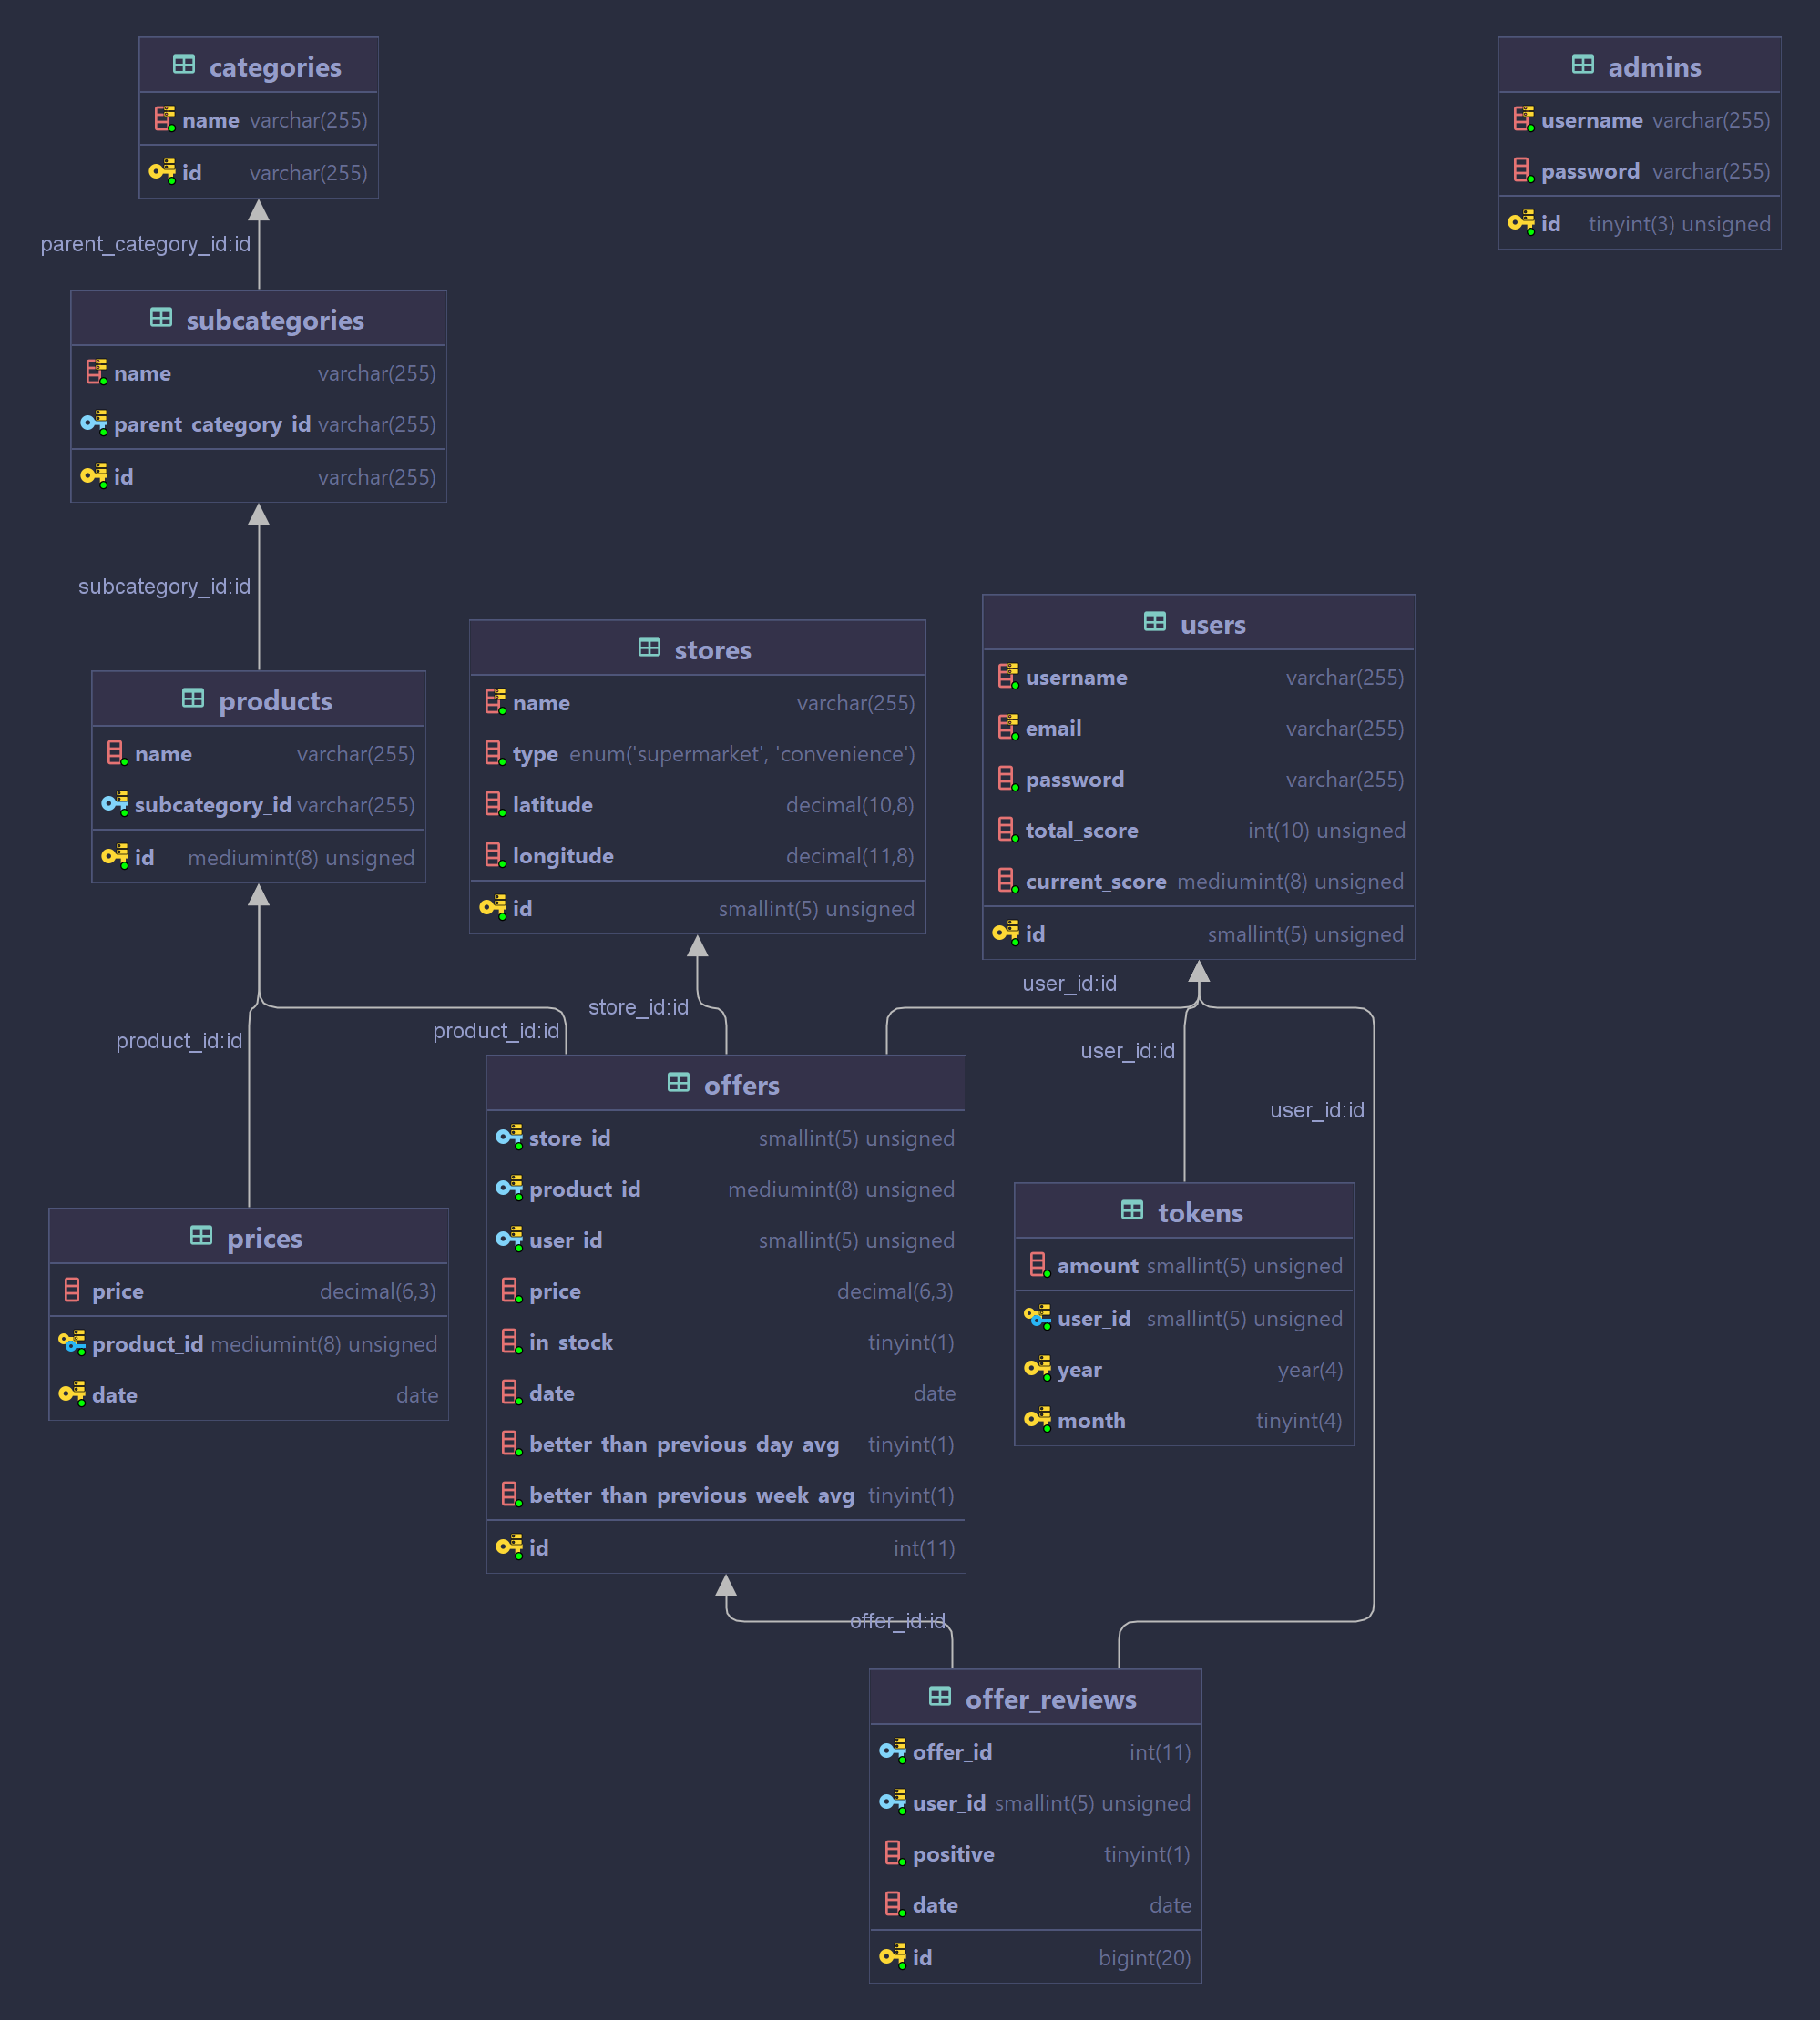 categories
name varchar(255)
id varchar(255)
admins
username varchar(255)
password varchar(255)
id tinyint(3) unsigned
parent_category_id:id
subcategories
name varchar(255)
parent_category_id varchar(255)
id varchar(255)
subcategory_id:id
products
name varchar(255)
subcategory_id varchar(255)
id mediumint(8) unsigned
stores
name varchar(255)
type enum('supermarket', 'convenience')
latitude decimal(10,8)
longitude decimal(11,8)
id smallint(5) unsigned
users
username varchar(255)
email varchar(255)
password varchar(255)
total_score int(10) unsigned
current_score mediumint(8) unsigned
id smallint(5) unsigned
product_id:id
product_id:id
store_id:id
user_id:id
user_id:id
user_id:id
prices
price decimal(6,3)
product_id mediumint(8) unsigned
date date
offers
store_id smallint(5) unsigned
product_id mediumint(8) unsigned
user_id smallint(5) unsigned
price decimal(6,3)
in_stock tinyint(1)
date date
better_than_previous_day_avg tinyint(1)
better_than_previous_week_avg tinyint(1)
id int(11)
tokens
amount smallint(5) unsigned
user_id smallint(5) unsigned
year year(4)
month tinyint(4)
offer_id:id
offer_reviews
offer_id int(11)
user_id smallint(5) unsigned
positive tinyint(1)
date date
id bigint(20)